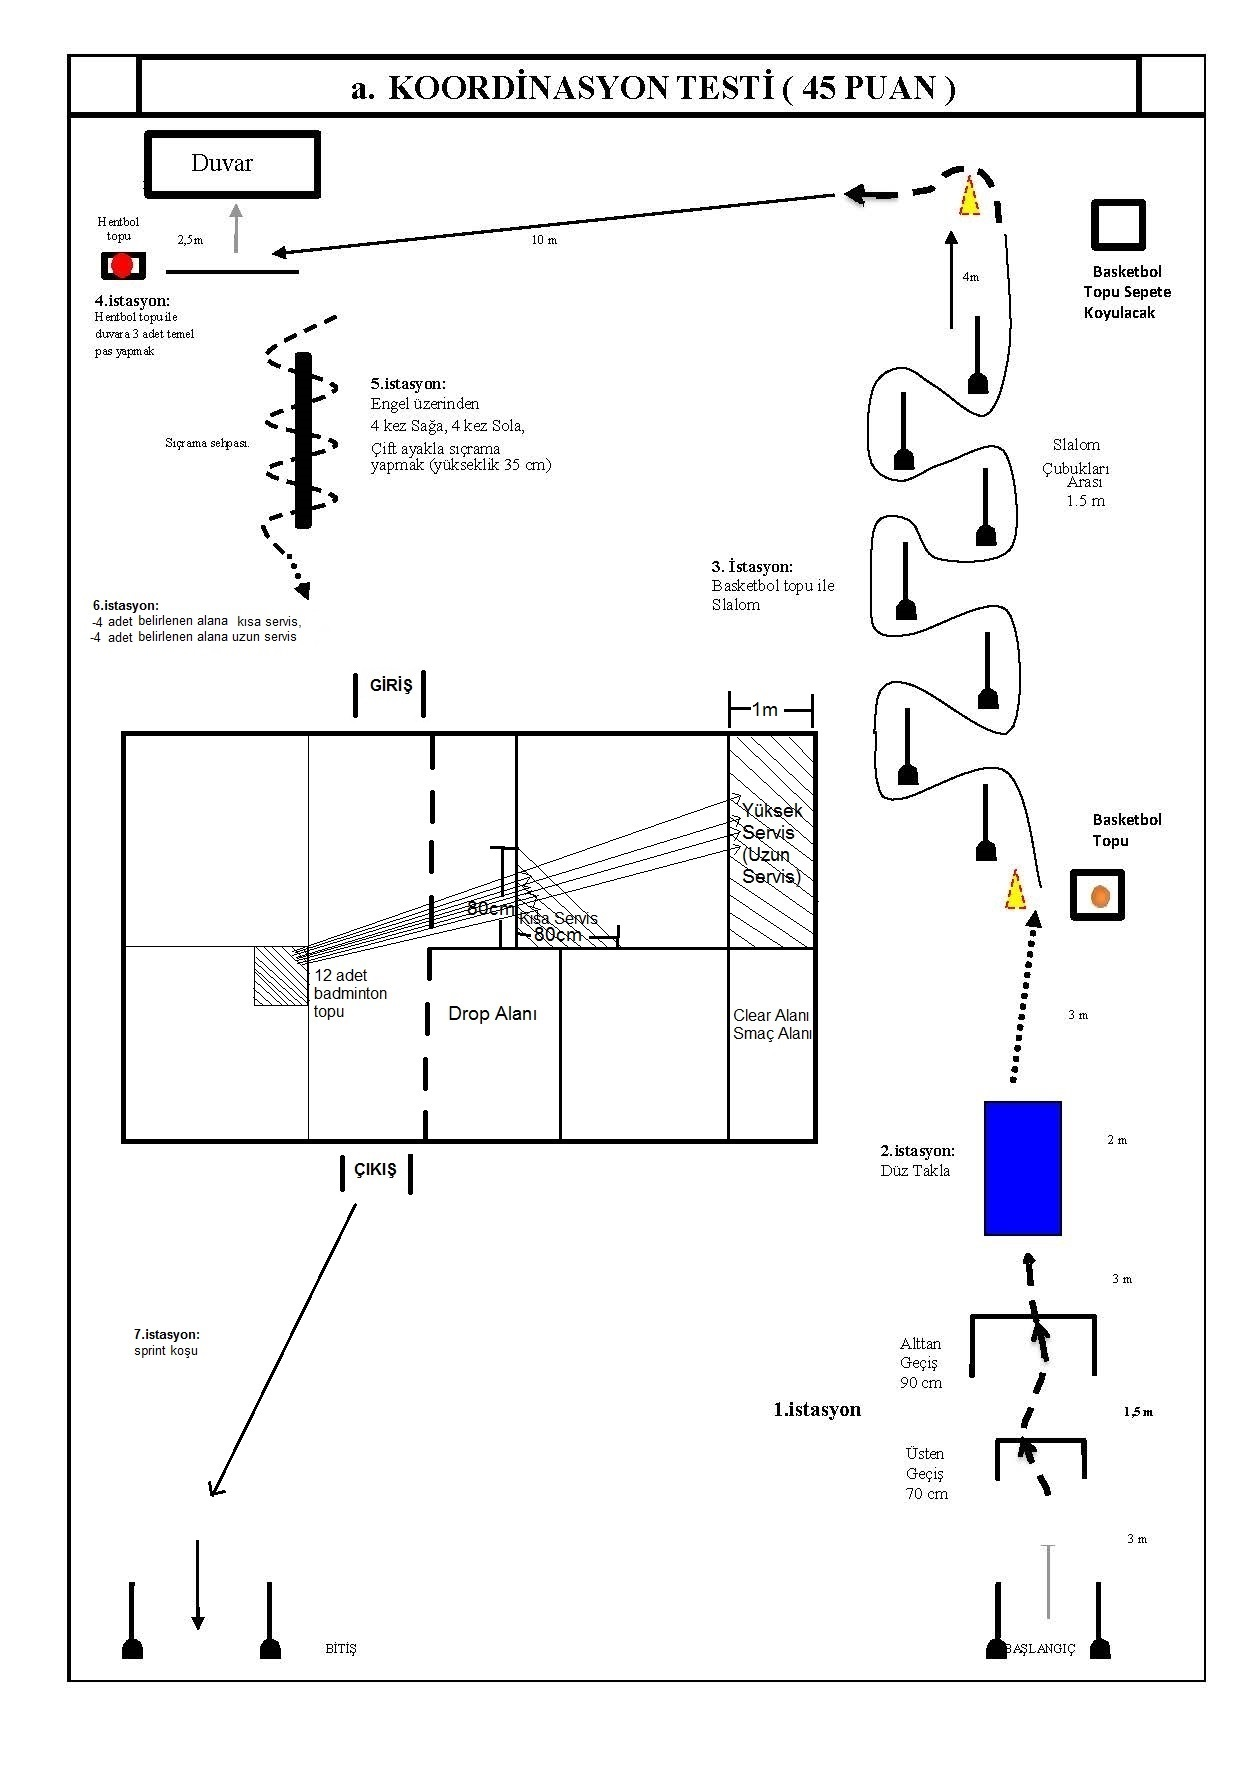 a. KOORDİNASYON TESTİ ( 45 PUAN )
Duvar
Hentbol
topu
2,5m
10 m
4m
Basketbol
Topu Sepete
Koyulacak
4.istasyon:
Hentbol topu ile
duvara 3 adet temel
pas yapmak
5.istasyon:
Engel üzerinden
4 kez Sağa, 4 kez Sola,
Çift ayakla sıçrama
yapmak (yükseklik 35 cm)
Sıçrama sehpası.
Slalom
Çubukları
Arası
1.5 m
3. İstasyon:
Basketbol topu ile
Slalom
6.istasyon:
-4 adet belirlenen alana kısa servis,
-4 adet belirlenen alana uzun servis
GİRİŞ
1m
Yüksek
Servis
(Uzun
Servis)
Basketbol
Topu
80cm
Kısa Servis
80cm
12 adet
badminton
topu
Drop Alanı
Clear Alanı
Smaç Alanı
3 m
ÇIKIŞ
2.istasyon:
Düz Takla
2 m
3 m
7.istasyon:
sprint koşu
Alttan
Geçiş
90 cm
1.istasyon
1,5 m
Üsten
Geçiş
70 cm
3 m
BİTİŞ
BAŞLANGIÇ